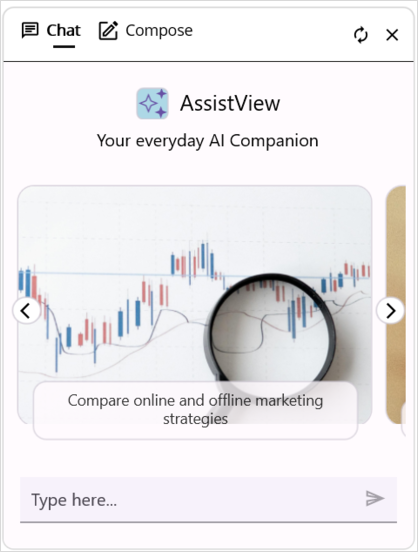 Chat Compose
AssistView
Your everyday AI Companion
Compare online and offline marketing
strategies
Type here...